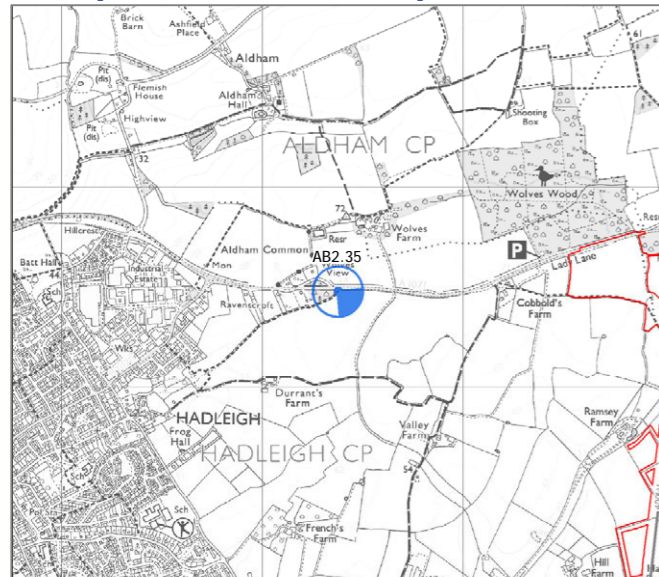 Brick
Barn
Ashfield
Place
61
Aldham
Pit
(dis)
Flemish
House
Aldham
Hall
Highview
Shooting
Box
Pit
(dis)
ALDHAM CP
32
Wolves Wood
72
Hillcrest
Resr
Wolves
Farm
Aldham Common
P
Lady Lane
AB2.35
Batt Hall
Mon
View
44
Industrial
Estate
Ravenscroft
Cobbold's
Farm
Sch
Wks
Durrant's
Farm
HADLEIGH
Frog
Hall
Valley
Farm
Ramsey
Farm
HADLEIGH CP
54
Sch
Sch
French's
Farm
Hill
Farm